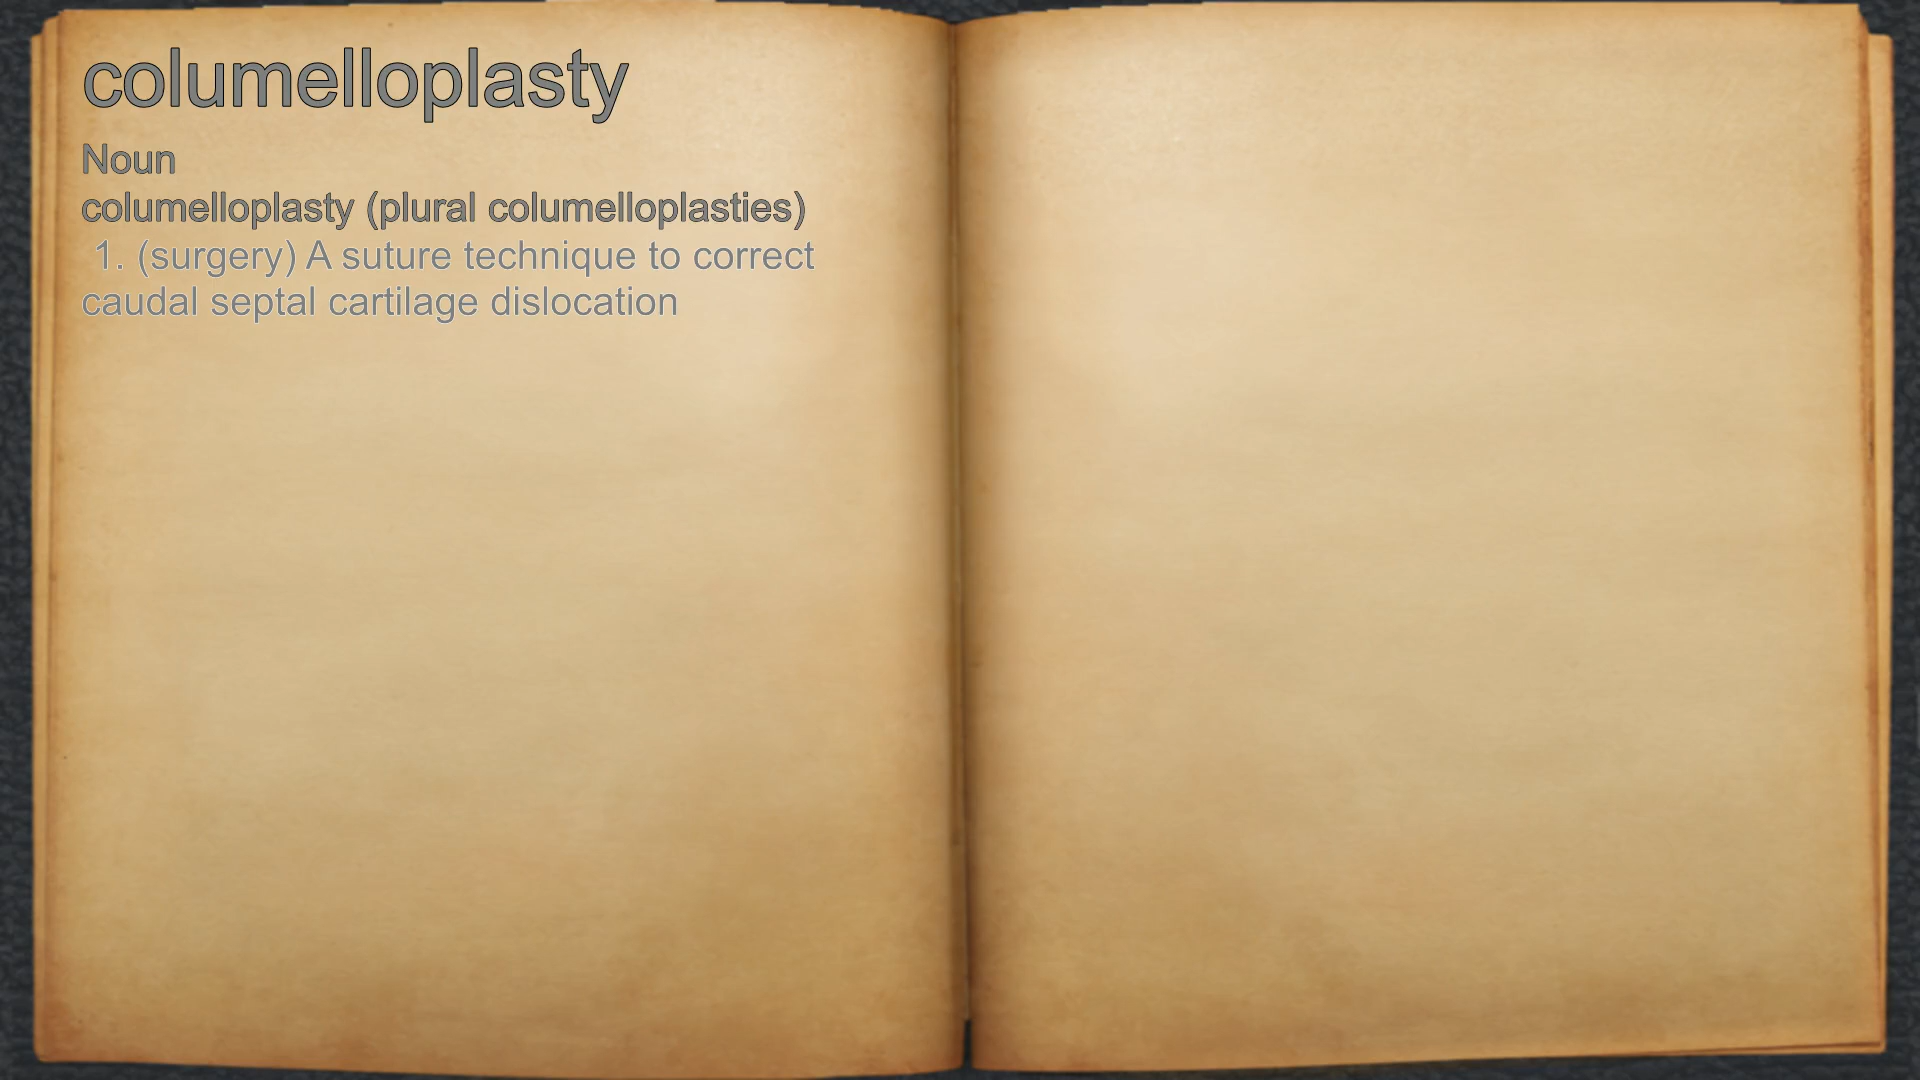 columelloplasty
Noun
columelloplasty (plural columelloplasties)
1. (surgery) A suture technique to correct
caudal septal cartilage dislocation